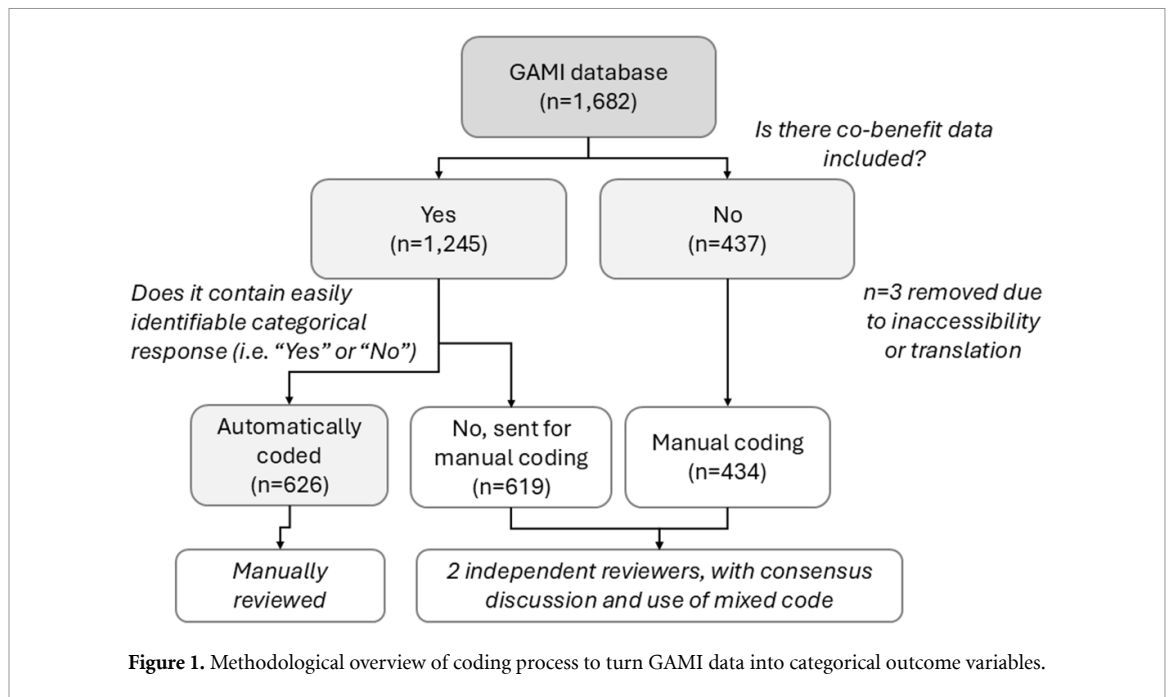 GAMI database
(n=1,682)
Is there co-benefit data
included?
Yes
(n=1,245)
No
(n=437)
Does it contain easily
identifiable categorical
response (i.e. “Yes” or “No”)
n=3 removed due
to inaccessibility
or translation
Automatically
coded
(n=626)
No, sent for
manual coding
(n=619)
Manual coding
(n=434)
Manually
reviewed
2 independent reviewers, with consensus
discussion and use of mixed code
Figure 1. Methodological overview of coding process to turn GAMI data into categorical outcome variables.